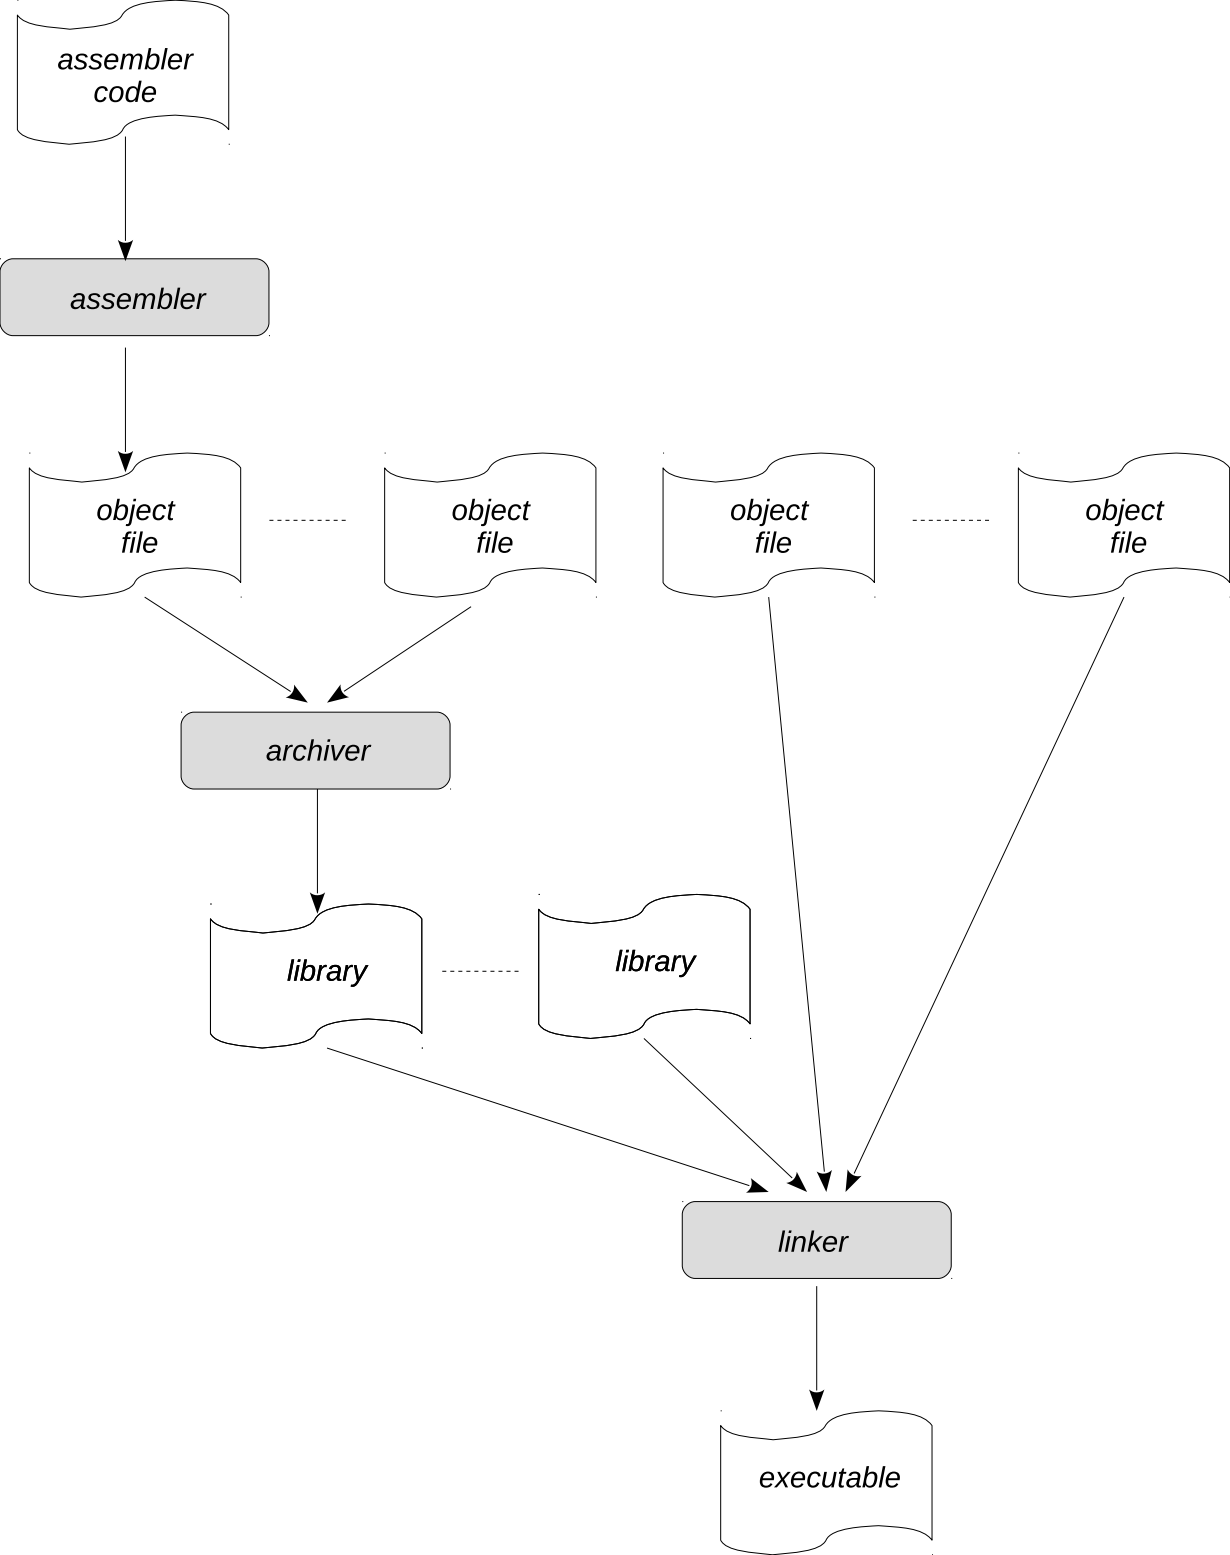 assembler
code
assembler
object
file
object
file
object
file
object
file
archiver
library
library
linker
executable